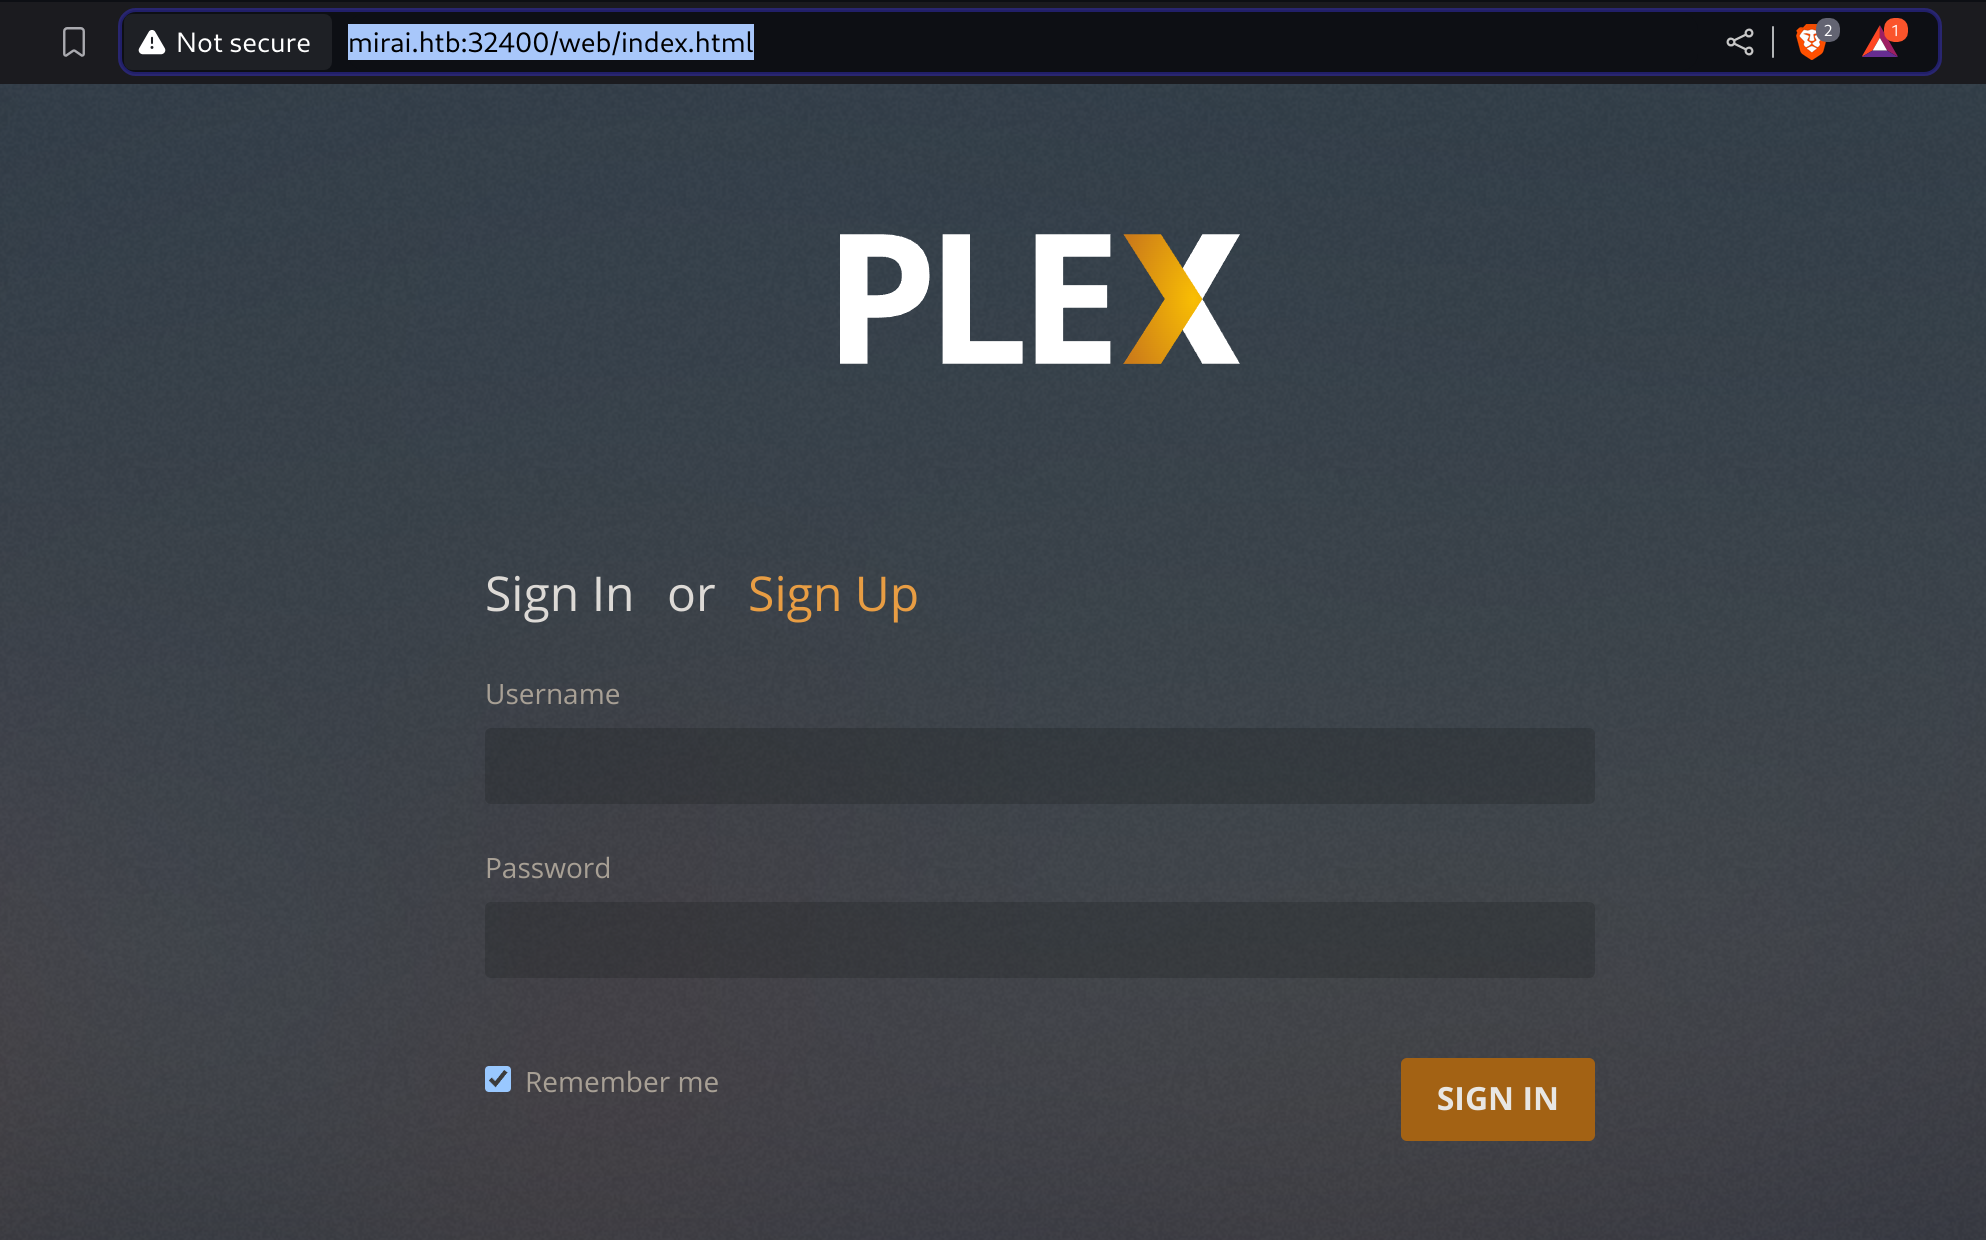 Not secure mirai.htb:32400/web/index.html 2 1
PLEX
Sign In or Sign Up
Username
Password
Remember me SIGN IN